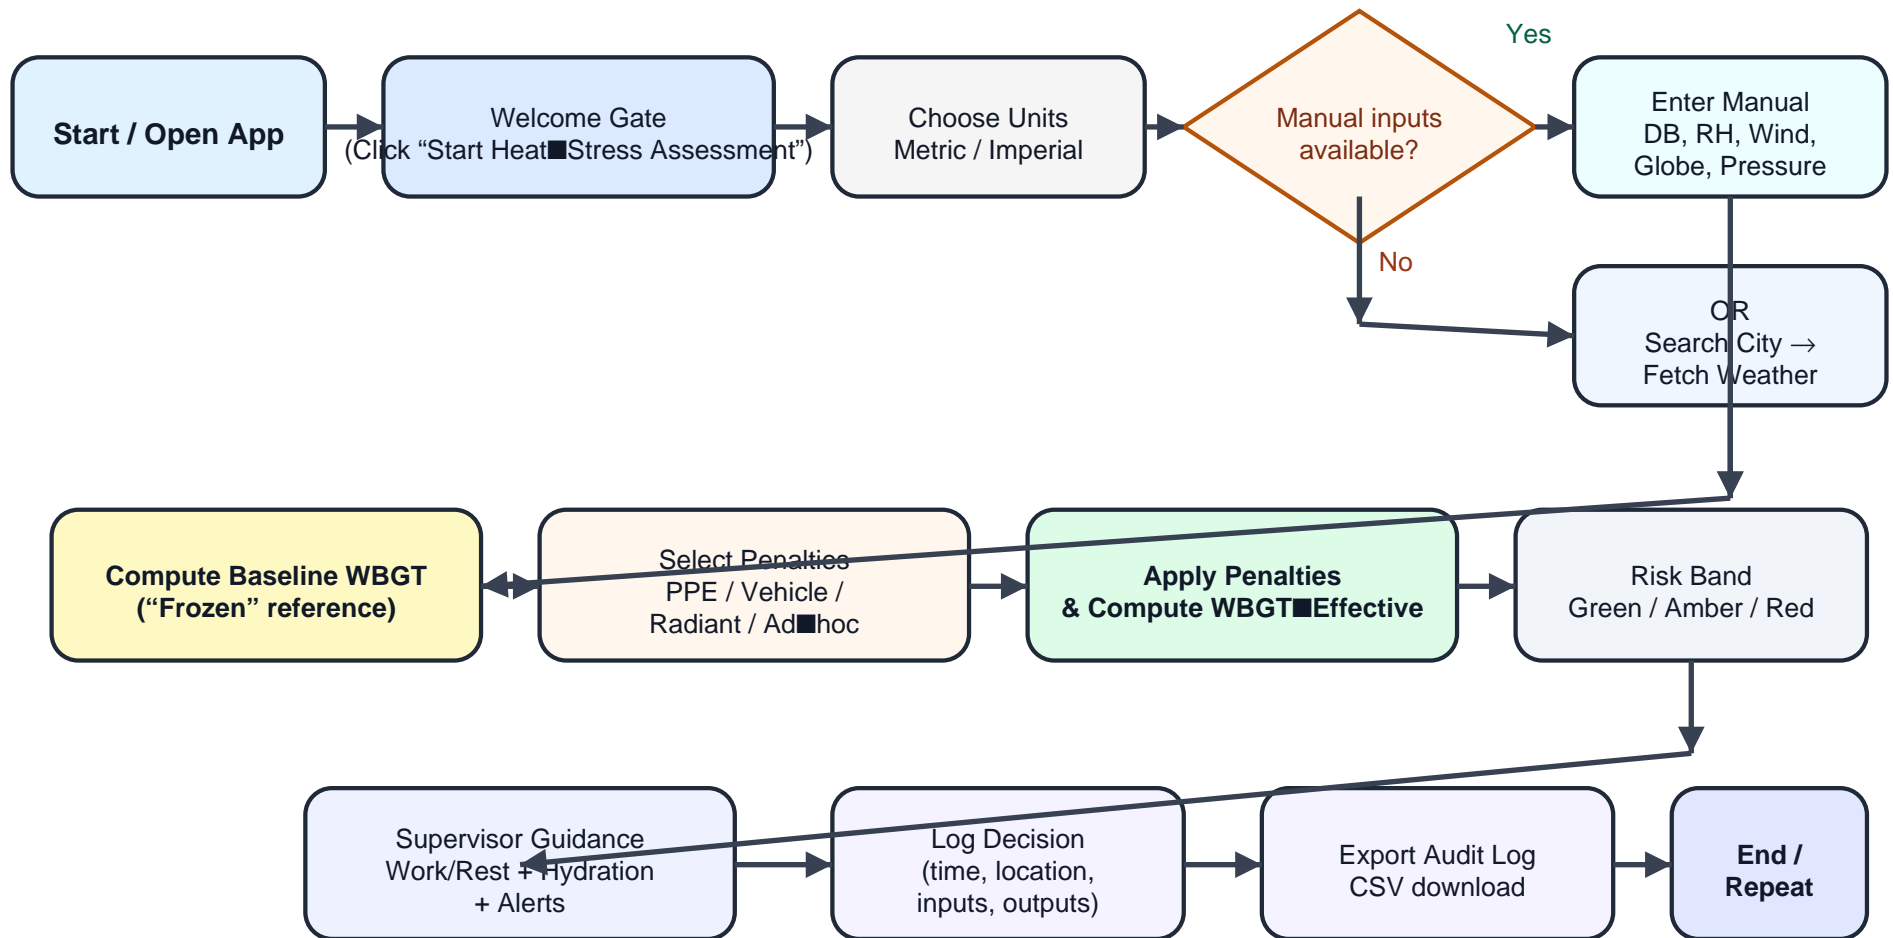 Start / Open App
Welcome Gate
(Click “Start Heat■Stress Assessment”)
Choose Units
Metric / Imperial
Manual inputs
available?
Yes
No
Enter Manual
DB, RH, Wind,
Globe, Pressure
OR
Search City →
Fetch Weather
Compute Baseline WBGT
(“Frozen” reference)
Select Penalties
PPE / Vehicle /
Radiant / Ad■hoc
Apply Penalties
& Compute WBGT■Effective
Risk Band
Green / Amber / Red
Supervisor Guidance
Work/Rest + Hydration
+ Alerts
Log Decision
(time, location,
inputs, outputs)
Export Audit Log
CSV download
End /
Repeat